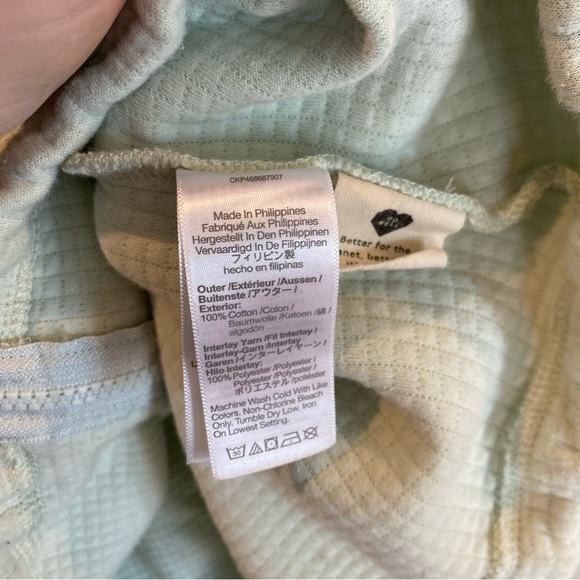 CKP468667907
Made In Philippines
Fabriqué Aux Philippines
Hergestellt In Den Philippinen
Vervaardigd In De Filippijnen
フィリピン製
hecho en filipinas
Outer /Extérieur /Aussen /
Buitenste /アウター /
Exterior:
100% Cotton /Coton /
Baumwolle /Katoen /綿 /
algodón
Interlay Yarn /Fil Interlay /
Interlay-Garn /Interlay
Garen /インターレイヤーン /
Hilo Interlay:
100% Polyester /Polyester /
Polyester /Polyester /
ポリエステル /poliéster
Machine Wash Cold With Like
Colors. Non-Chlorine Bleach
Only. Tumble Dry Low. Iron
On Lowest Setting.
30
Better for the